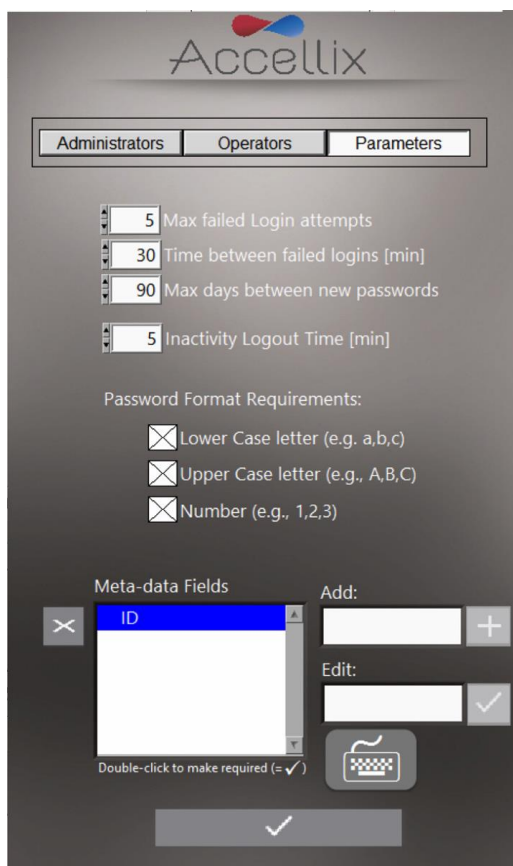 Accellix
Administrators Operators Parameters
5 Max failed Login attempts
30 Time between failed logins [min]
90 Max days between new passwords
5 Inactivity Logout Time [min]
Password Format Requirements:
Lower Case letter (e.g. a,b,c)
Upper Case letter (e.g., A,B,C)
Number (e.g., 1,2,3)
Meta-data Fields
ID
Add:
Edit:
Double-click to make required (=✓)